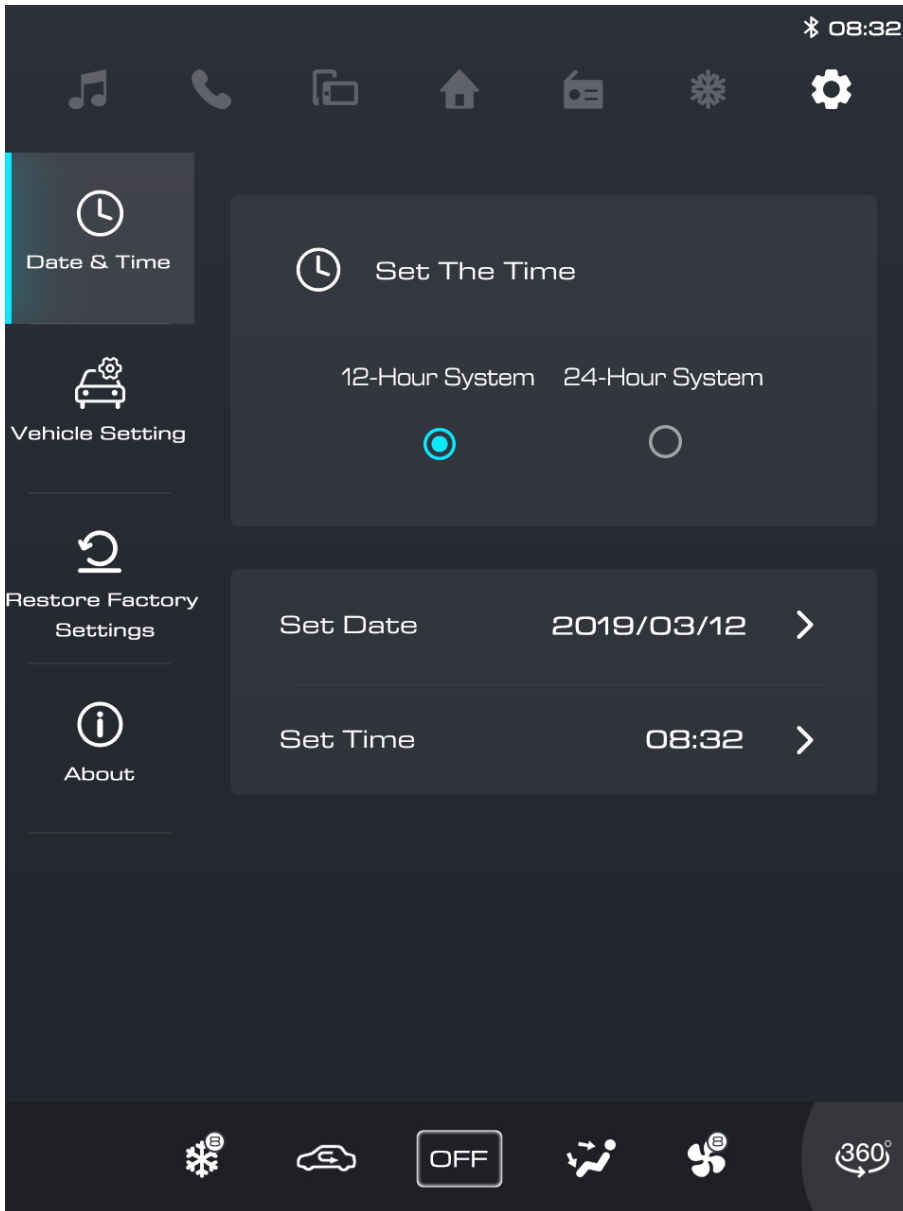 08:32
Date & Time
Set The Time
12-Hour System 24-Hour System
Vehicle Setting
Restore Factory
Settings
Set Date 2019/03/12
Set Time 08:32
About
OFF
360°